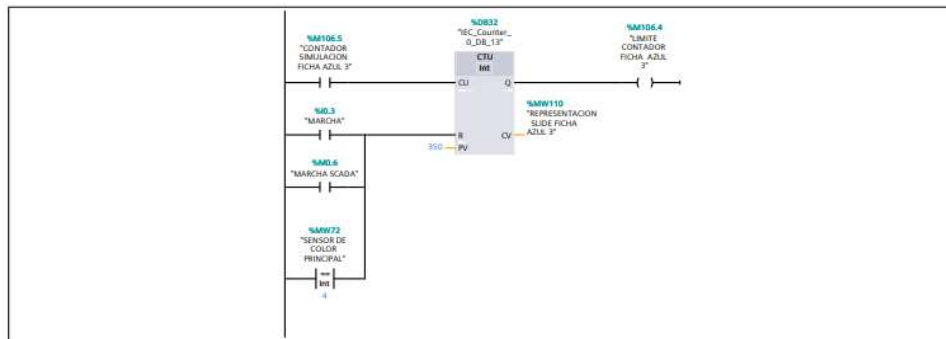 %DB32
"IEC_Counter_
0_DB_13"
%M106.5
"CONTADOR
SIMULACION
FICHA AZUL 3"
CTU
Int
%M106.4
"LIMITE
CONTADOR
FICHA AZUL
3"
CU
Q
%I0.3
"MARCHA"
%MW110
"REPRESENTACION
SLIDE FICHA
AZUL 3"
R
CV
350
PV
%M0.6
"MARCHA SCADA"
%MW72
"SENSOR DE
COLOR
PRINCIPAL"
==
Int
4